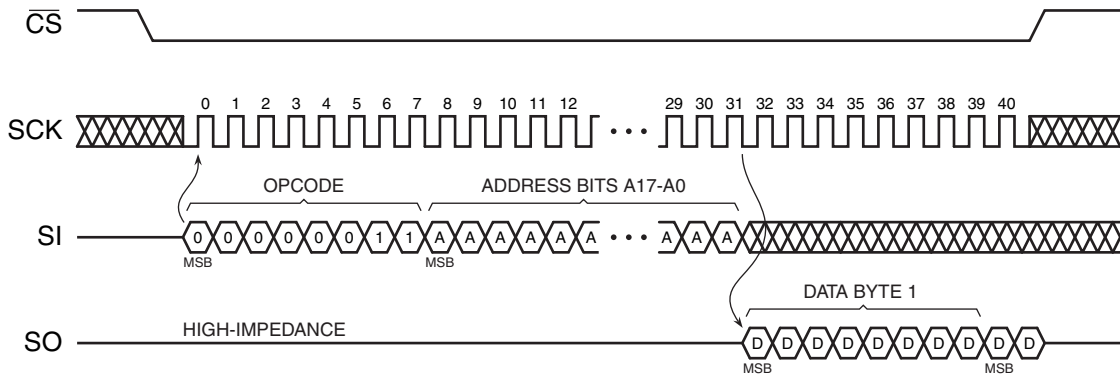 CS
0 1 2 3 4 5 6 7 8 9 10 11 12 29 30 31 32 33 34 35 36 37 38 39 40
SCK
OPCODE ADDRESS BITS A17-A0
SI 0 0 0 0 0 0 1 1 A A A A A A A A A
MSB MSB
DATA BYTE 1
HIGH-IMPEDANCE
SO D D D D D D D D D D
MSB MSB